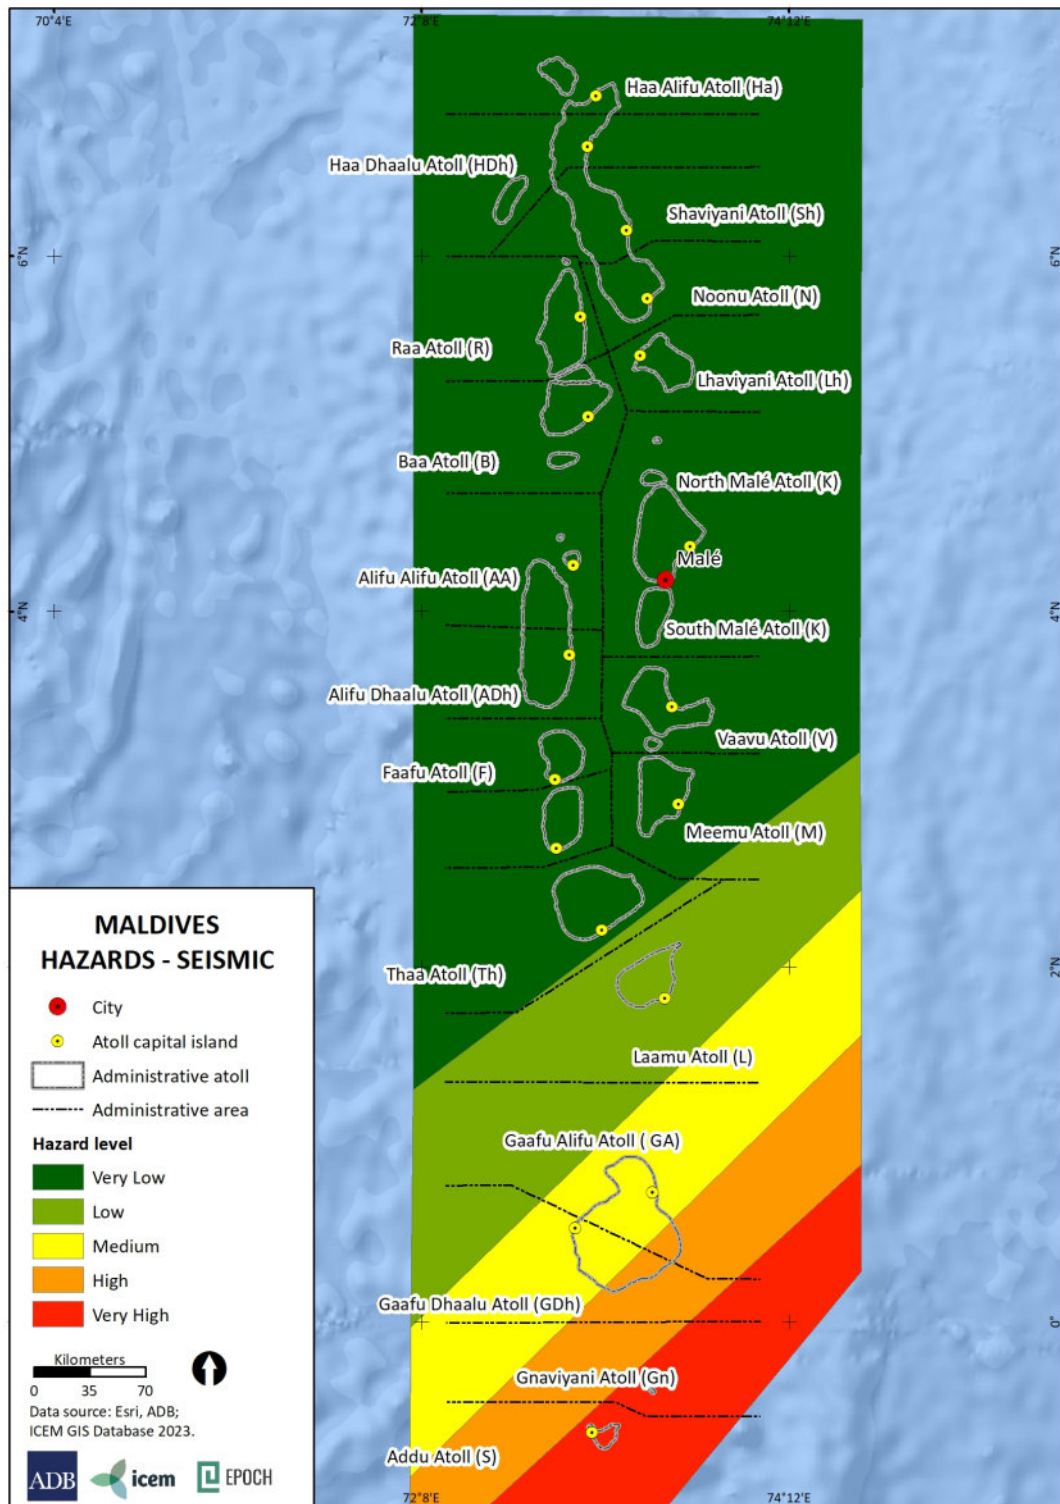 70°4'E
72°8'E
74°12'E
Haa Alifu Atoll (Ha)
Haa Dhaalu Atoll (HDh)
Shaviyani Atoll (Sh)
6°N
6°N
Noonu Atoll (N)
Raa Atoll (R)
Lhaviyani Atoll (Lh)
Baa Atoll (B)
North Malé Atoll (K)
Malé
Alifu Alifu Atoll (AA)
4°N
4°N
South Malé Atoll (K)
Alifu Dhaalu Atoll (ADh)
Vaavu Atoll (V)
Faafu Atoll (F)
Meemu Atoll (M)
Thaa Atoll (Th)
2°N
Laamu Atoll (L)
Gaafu Alifu Atoll ( GA)
Gaafu Dhaalu Atoll (GDh)
0°
Gnaviyani Atoll (Gn)
Addu Atoll (S)
72°8'E
74°12'E
MALDIVES
HAZARDS - SEISMIC
City
Atoll capital island
Administrative atoll
Administrative area
Hazard level
Very Low
Low
Medium
High
Very High
Kilometers
0 35 70
Data source: Esri, ADB;
ICEM GIS Database 2023.
ADB
icem
EPOCH